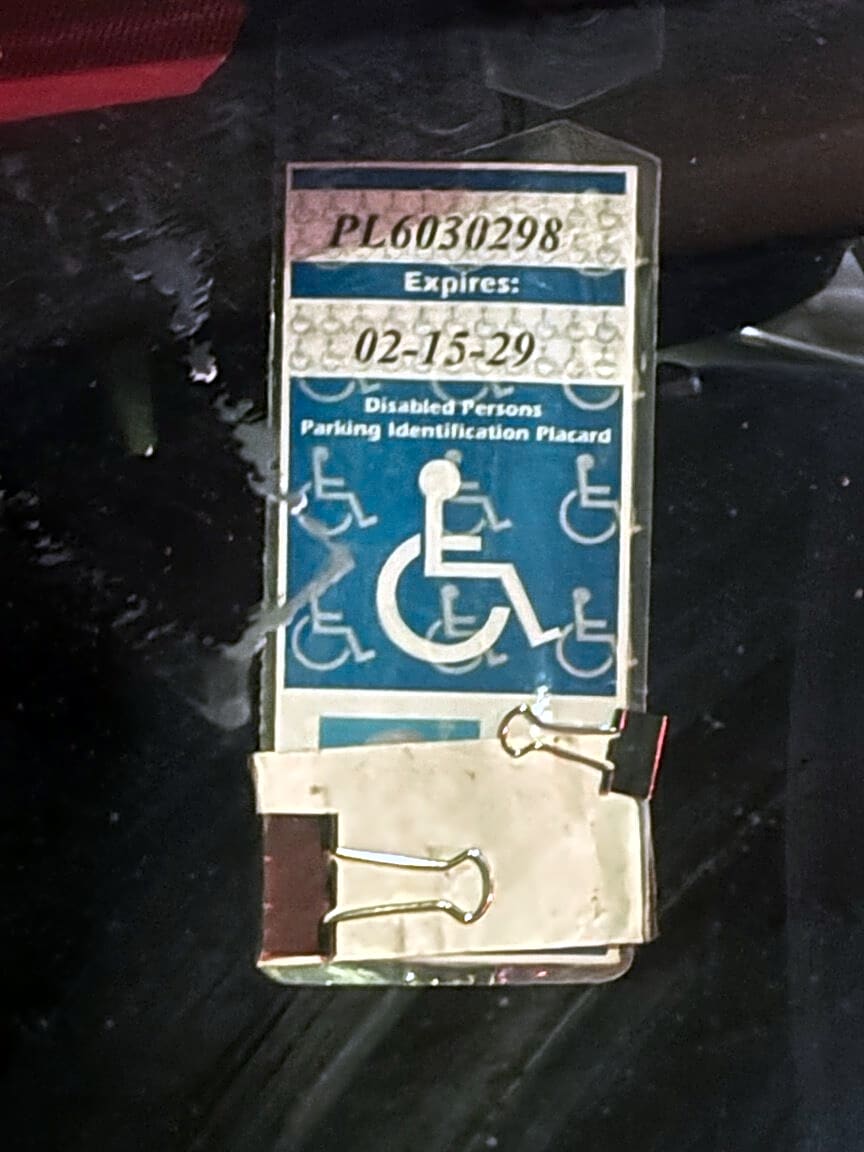 PL6030298
Expires:
02-15-29
Disabled Persons
Parking Identification Placard